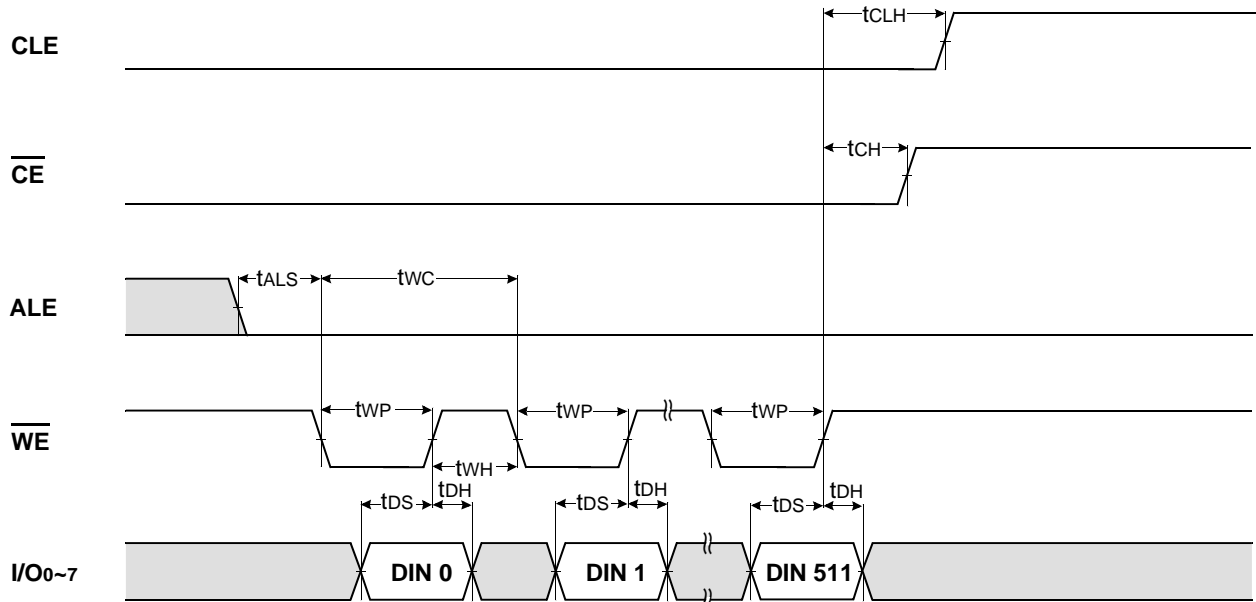 tCLH
CLE
tCH
CE
tALS tWC
ALE
tWP tWP tWP
WE
tWH
tDS tDH tDS tDH tDS tDH
I/O0~7 DIN 0 DIN 1 DIN 511